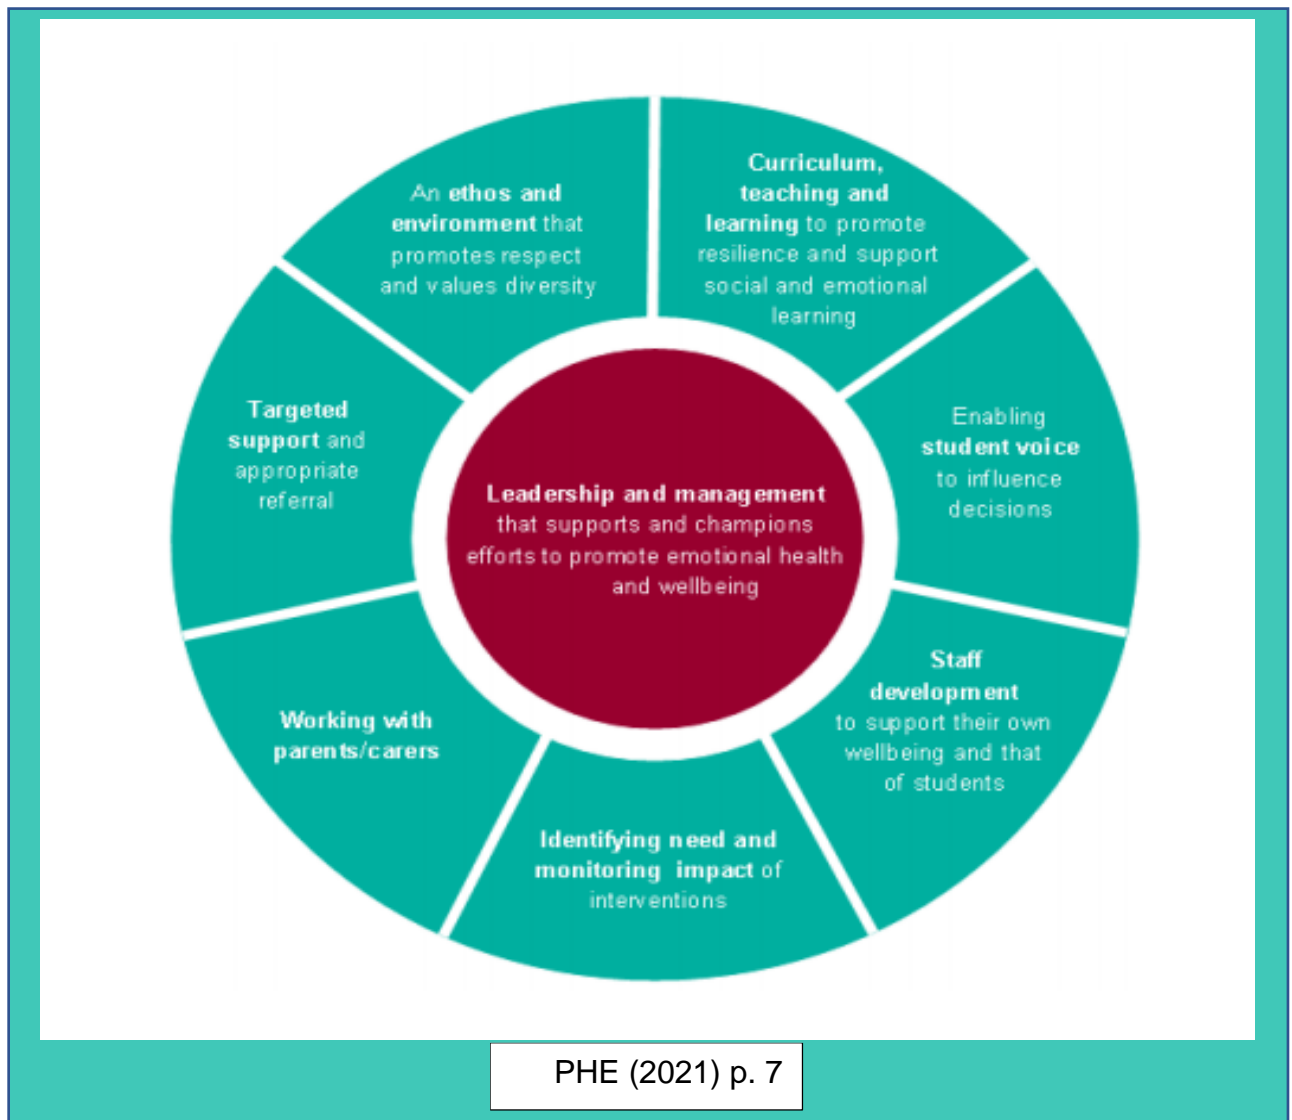 An ethos and
environment that
promotes respect
and values diversity
Curriculum,
teaching and
learning to promote
resilience and support
social and emotional
learning
Enabling
student voice
to influence
decisions
Staff
development
to support their own
wellbeing and that
of students
Identifying need and
monitoring impact of
interventions
Working with
parents/carers
Targeted
support and
appropriate
referral
Leadership and management
that supports and champions
efforts to promote emotional health
and wellbeing
PHE (2021) p. 7